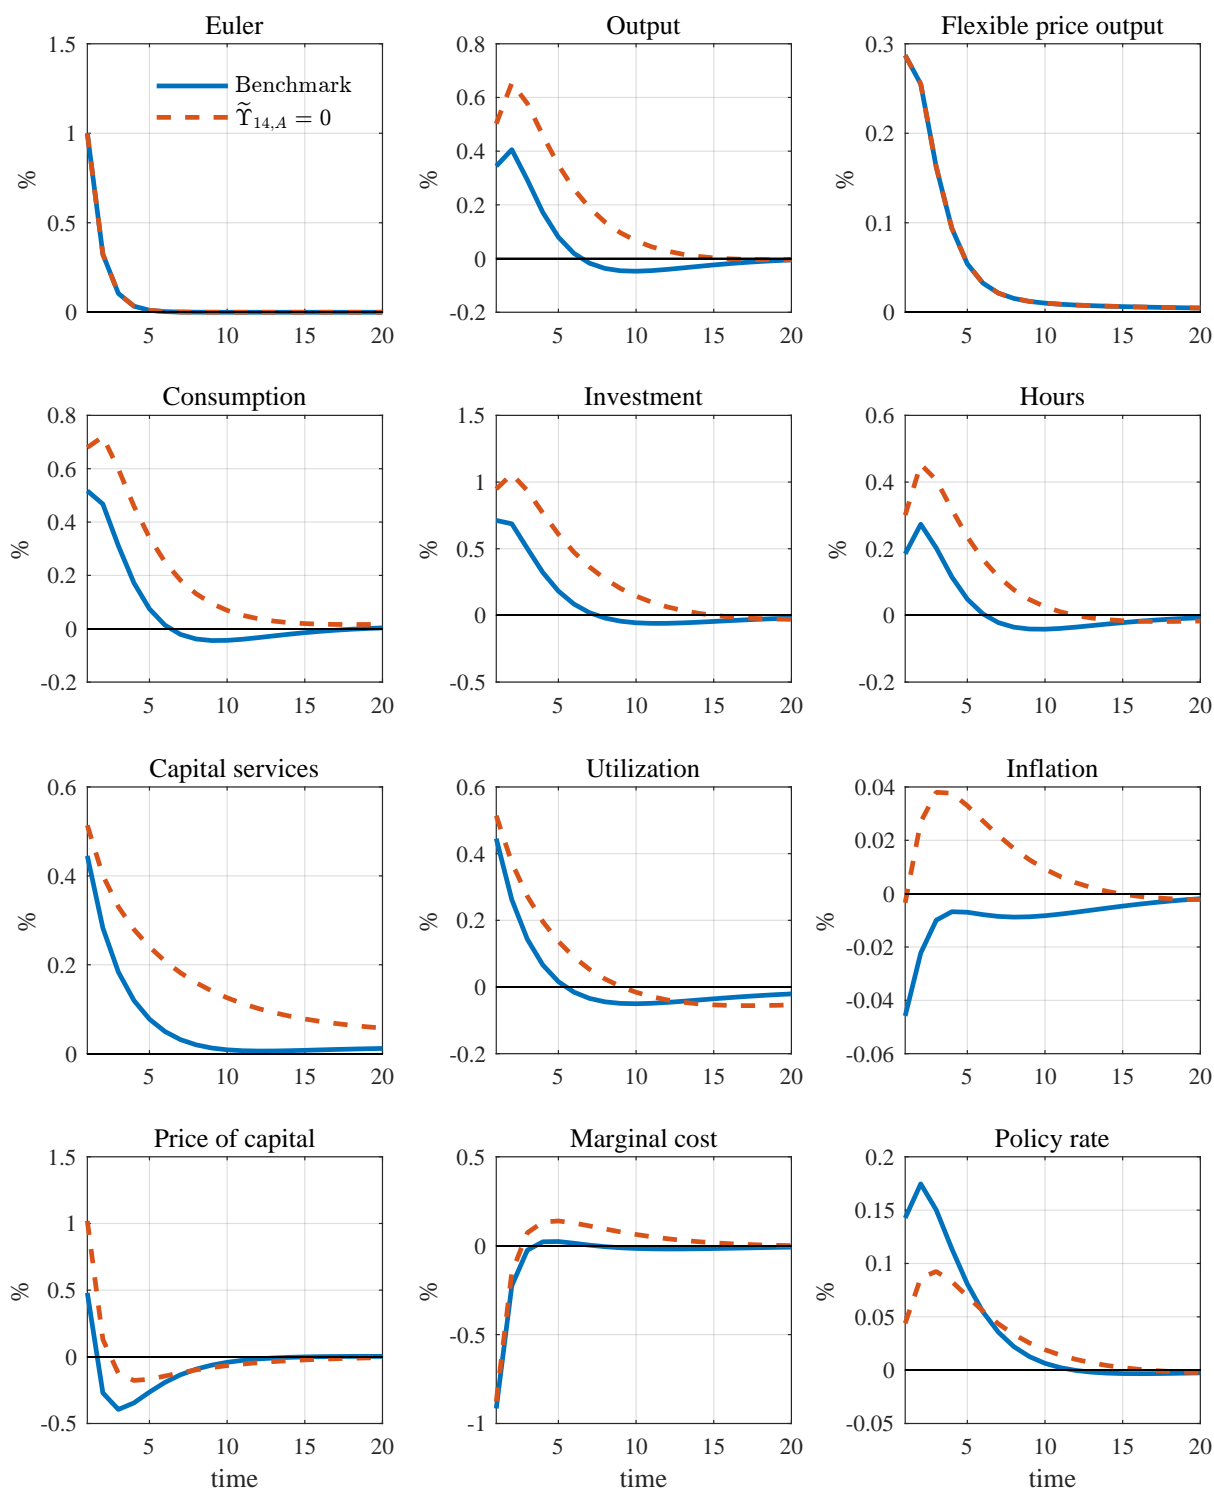 Euler
Output
Flexible price output
1.5
1
0.5
0
%
Benchmark
Υ̃14,A = 0
5 10 15 20
0.8
0.6
0.4
0.2
0
-0.2
%
5 10 15 20
0.3
0.2
0.1
0
%
5 10 15 20
Consumption
Investment
Hours
0.8
0.6
0.4
0.2
0
-0.2
%
5 10 15 20
1.5
1
0.5
0
-0.5
%
5 10 15 20
0.6
0.4
0.2
0
-0.2
%
5 10 15 20
Capital services
Utilization
Inflation
0.6
0.4
0.2
0
%
5 10 15 20
0.6
0.4
0.2
0
-0.2
%
5 10 15 20
0.04
0.02
0
-0.02
-0.04
-0.06
%
5 10 15 20
Price of capital
Marginal cost
Policy rate
1.5
1
0.5
0
-0.5
%
5 10 15 20
time
0.5
0
-0.5
-1
%
5 10 15 20
time
0.2
0.15
0.1
0.05
0
-0.05
%
5 10 15 20
time